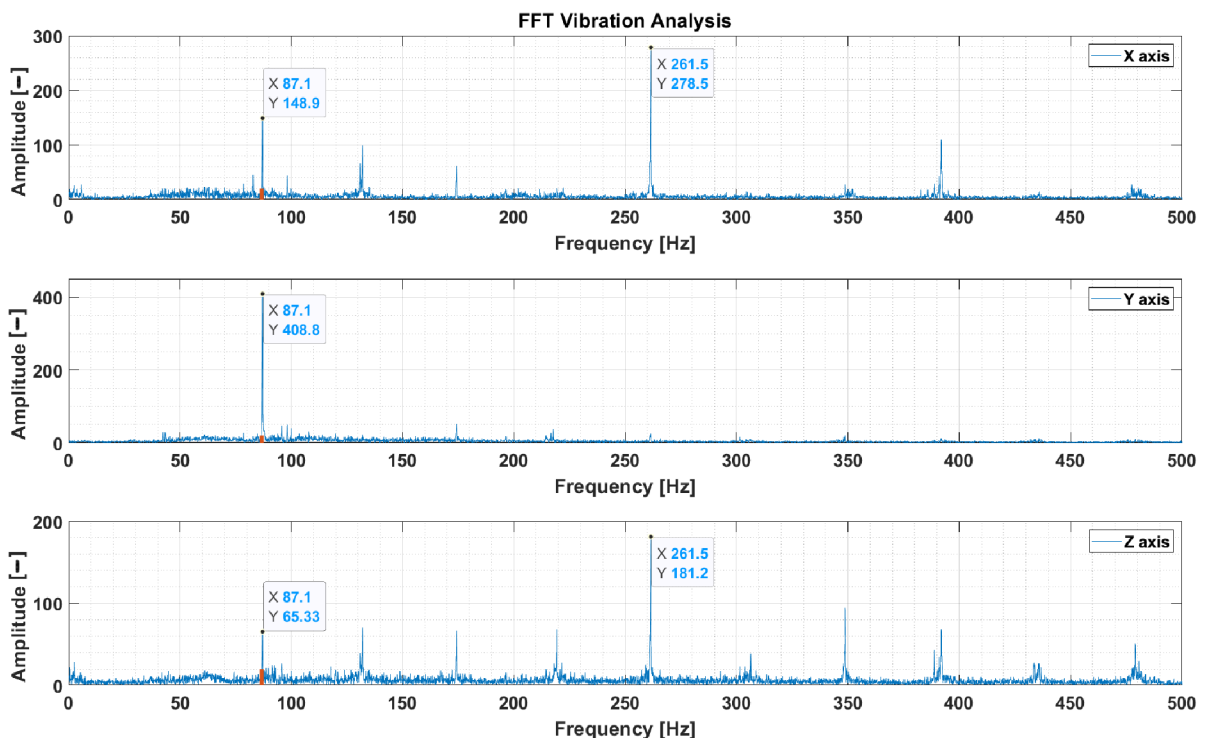 FFT Vibration Analysis
300
200
100
0
Amplitude [-]
X 87.1
Y 148.9
X 261.5
Y 278.5
X axis
0 50 100 150 200 250 300 350 400 450 500
Frequency [Hz]
400
200
0
Amplitude [-]
X 87.1
Y 408.8
Y axis
0 50 100 150 200 250 300 350 400 450 500
Frequency [Hz]
200
100
0
Amplitude [-]
X 87.1
Y 65.33
X 261.5
Y 181.2
Z axis
0 50 100 150 200 250 300 350 400 450 500
Frequency [Hz]